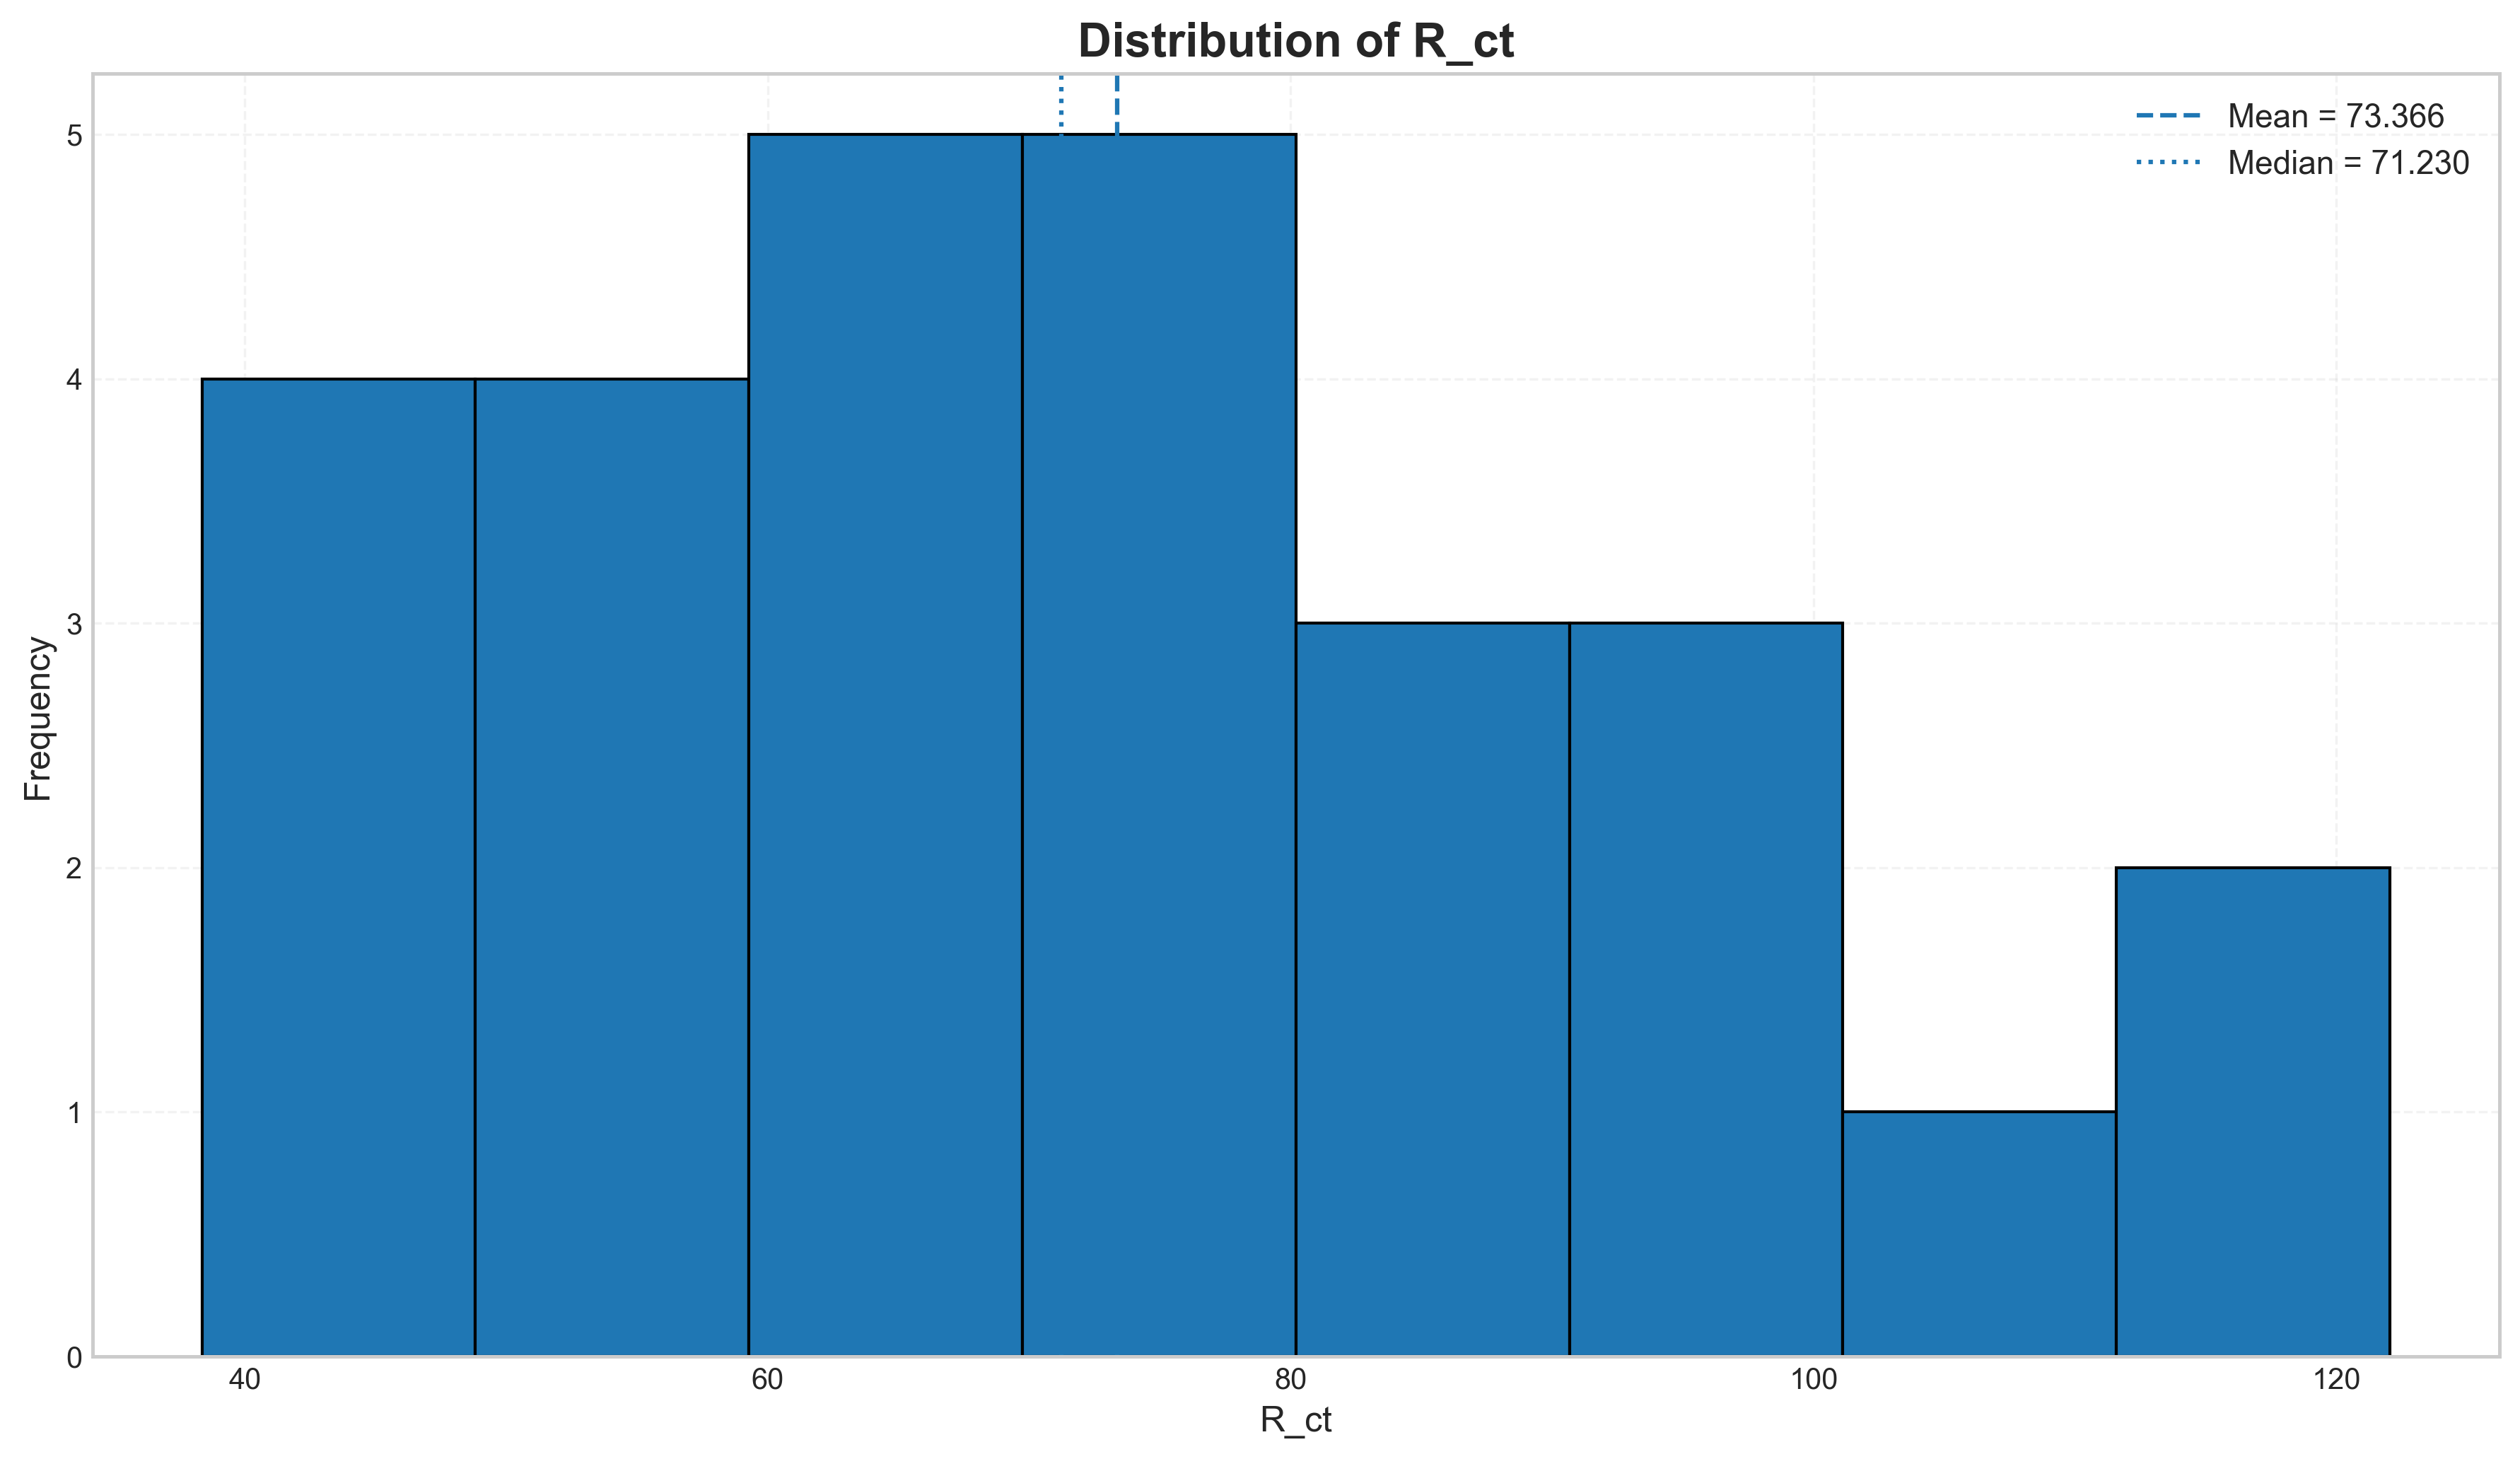 Distribution of R_ct
Mean = 73.366
Median = 71.230
5
4
3
2
1
0
Frequency
40
60
80
100
120
R_ct